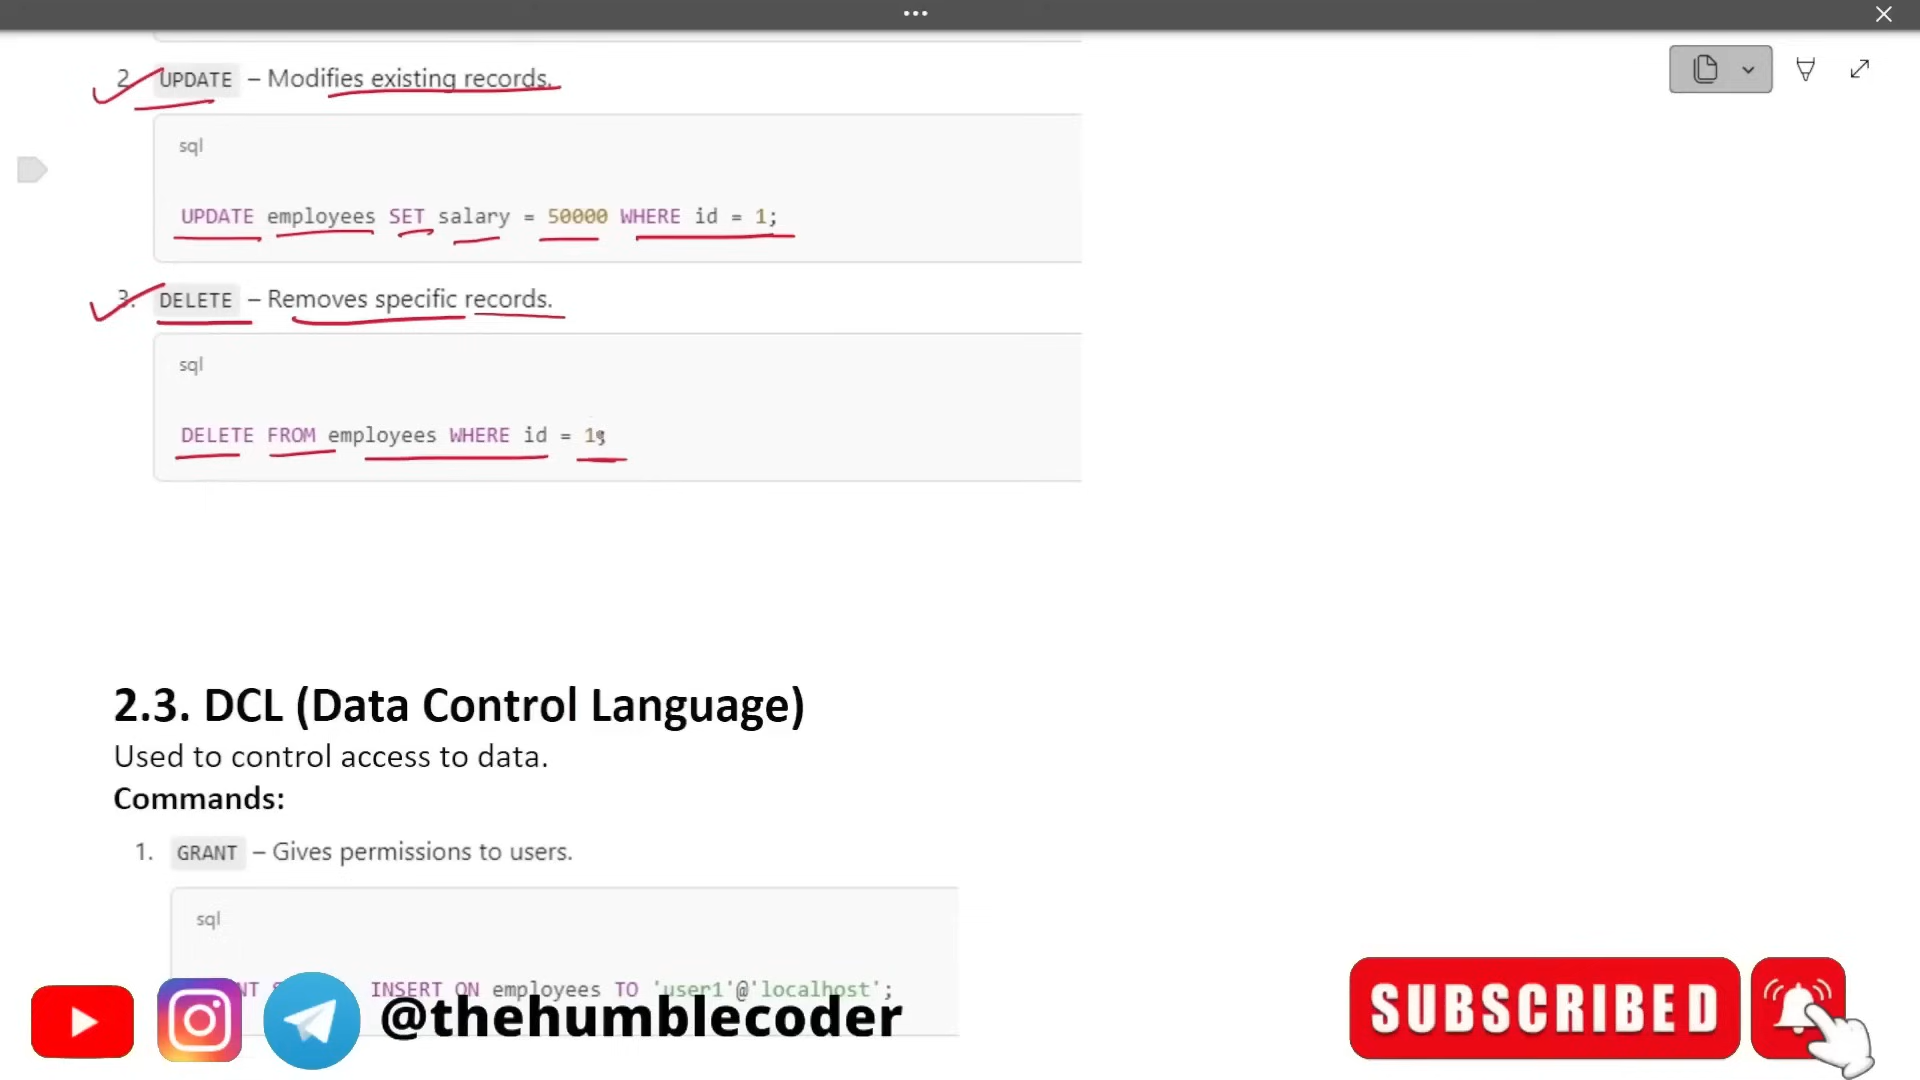 2. UPDATE – Modifies existing records.
sql
UPDATE employees SET salary = 50000 WHERE id = 1;
3. DELETE – Removes specific records.
sql
DELETE FROM employees WHERE id = 1;
2.3. DCL (Data Control Language)
Used to control access to data.
Commands:
1. GRANT – Gives permissions to users.
sql
INSERT ON employees TO 'user1'@'localhost';
@thehumblecoder
SUBSCRIBED